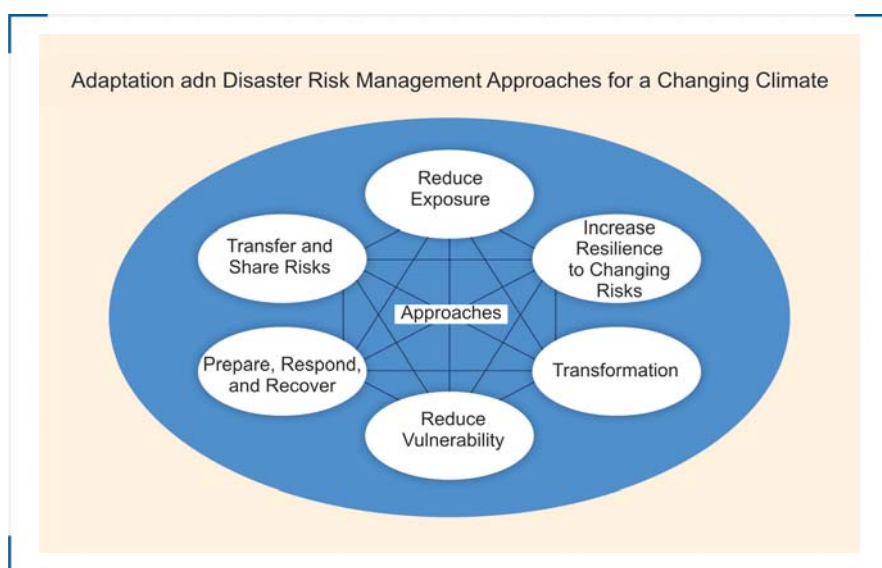 Adaptation adn Disaster Risk Management Approaches for a Changing Climate
Reduce
Exposure
Transfer and
Share Risks
Increase
Resilience
to Changing
Risks
Approaches
Prepare, Respond,
and Recover
Transformation
Reduce
Vulnerability